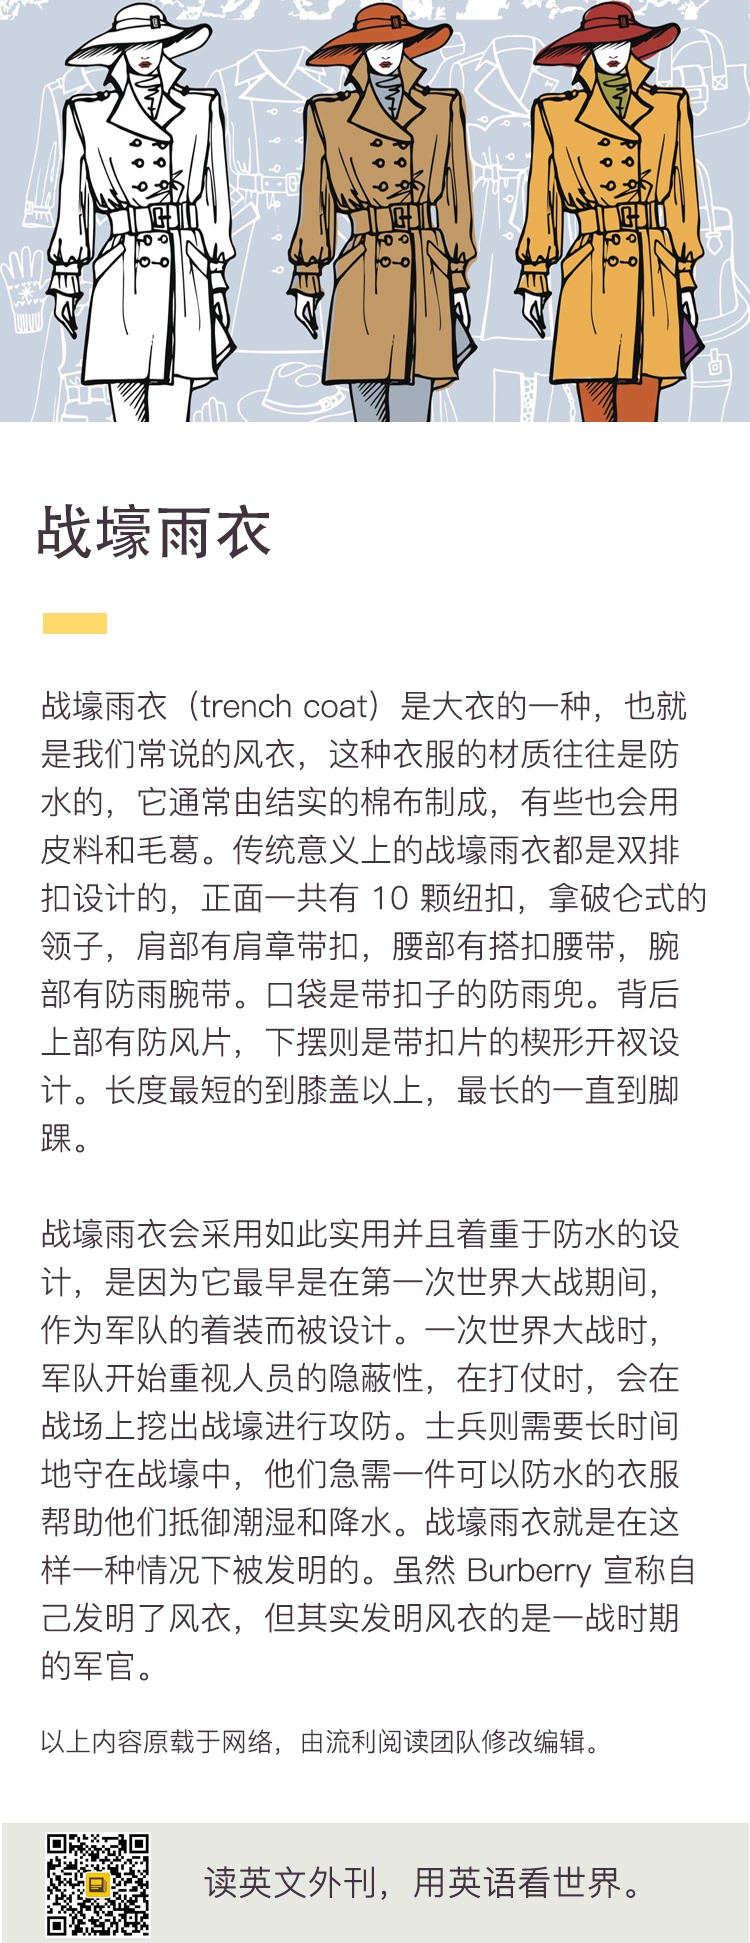 战壕雨衣
战壕雨衣（trench coat）是大衣的一种，也就
是我们常说的风衣，这种衣服的材质往往是防
水的，它通常由结实的棉布制成，有些也会用
皮料和毛葛。传统意义上的战壕雨衣都是双排
扣设计的，正面一共有 10 颗纽扣，拿破仑式的
领子，肩部有肩章带扣，腰部有搭扣腰带，腕
部有防雨腕带。口袋是带扣子的防雨兜。背后
上部有防风片，下摆则是带扣片的楔形开衩设
计。长度最短的到膝盖以上，最长的一直到脚
踝。
战壕雨衣会采用如此实用并且着重于防水的设
计，是因为它最早是在第一次世界大战期间，
作为军队的着装而被设计。一次世界大战时，
军队开始重视人员的隐蔽性，在打仗时，会在
战场上挖出战壕进行攻防。士兵则需要长时间
地守在战壕中，他们急需一件可以防水的衣服
帮助他们抵御潮湿和降水。战壕雨衣就是在这
样一种情况下被发明的。虽然 Burberry 宣称自
己发明了风衣，但其实发明风衣的是一战时期
的军官。
以上内容原载于网络，由流利阅读团队修改编辑。
读英文外刊，用英语看世界。